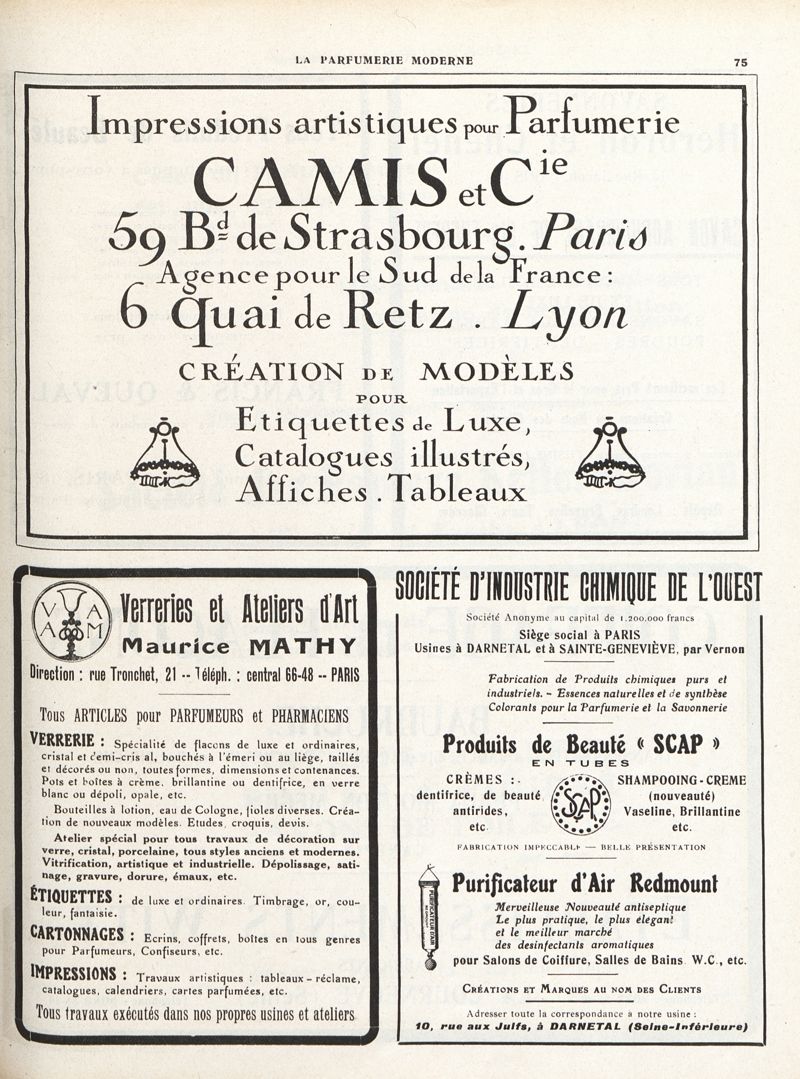 LA PARFUMERIE MODERNE 75
Impressions artistiques pour Parfumerie
CAMIS et Cie
59 Bd de Strasbourg. Paris
Agence pour le Sud de la France :
6 Quai de Retz . Lyon
CRÉATION DE MODÈLES
POUR
Etiquettes de Luxe,
Catalogues illustrés,
Affiches . Tableaux
VAAM
Verreries et Ateliers d'Art
Maurice MATHY
Direction : rue Tronchet, 21 -- Téléph. : central 66-48 -- PARIS
Tous ARTICLES pour PARFUMEURS et PHARMACIENS
VERRERIE : Spécialité de flacons de luxe et ordinaires,
cristal et demi-cristal, bouchés à l'émeri ou au liège, taillés
et décorés ou non, toutes formes, dimensions et contenances.
Pots et boîtes à crème, brillantine ou dentifrice, en verre
blanc ou dépoli, opale, etc.
Bouteilles à lotion, eau de Cologne, fioles diverses. Créa-
tion de nouveaux modèles. Etudes, croquis, devis.
Atelier spécial pour tous travaux de décoration sur
verre, cristal, porcelaine, tous styles anciens et modernes.
Vitrification, artistique et industrielle. Dépolissage, sati-
nage, gravure, dorure, émaux, etc.
ÉTIQUETTES : de luxe et ordinaires. Timbrage, or, cou-
leur, fantaisie.
CARTONNAGES : Ecrins, coffrets, boîtes en tous genres
pour Parfumeurs, Confiseurs, etc.
IMPRESSIONS : Travaux artistiques : tableaux-réclame,
catalogues, calendriers, cartes parfumées, etc.
Tous travaux exécutés dans nos propres usines et ateliers
SOCIÉTÉ D'INDUSTRIE CHIMIQUE DE L'OUEST
Société Anonyme au capital de 1.200.000 francs
Siège social à PARIS
Usines à DARNETAL et à SAINTE-GENEVIÈVE, par Vernon
Fabrication de Produits chimiques purs et
industriels. - Essences naturelles et de synthèse
Colorants pour la Parfumerie et la Savonnerie
Produits de Beauté « SCAP »
EN TUBES
CRÈMES :
dentifrice, de beauté
antirides,
etc
SCAP
SHAMPOOING-CREME
(nouveauté)
Vaseline, Brillantine
etc.
FABRICATION IMPECCABLE — BELLE PRÉSENTATION
PURIFICATEUR D'AIR
Purificateur d'Air Redmount
Merveilleuse Nouveauté antiseptique
Le plus pratique, le plus élégant
et le meilleur marché
des desinfectants aromatiques
pour Salons de Coiffure, Salles de Bains W.C., etc.
CRÉATIONS ET MARQUES AU NOM DES CLIENTS
Adresser toute la correspondance à notre usine :
10, rue aux Juifs, à DARNETAL (Seine-Inférieure)